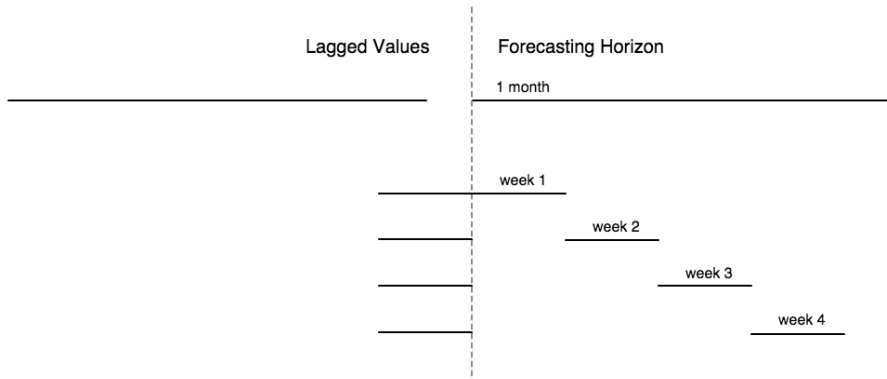 Lagged Values
Forecasting Horizon
1 month
week 1
week 2
week 3
week 4